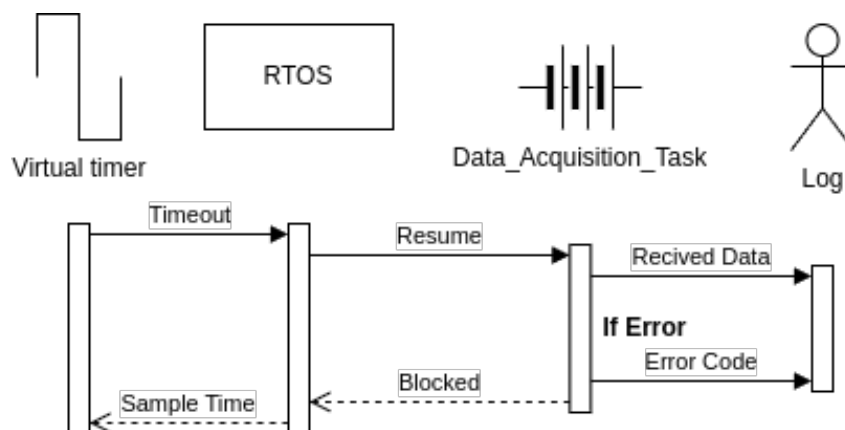 RTOS
Virtual timer
Data_Acquisition_Task
Log
Timeout
Resume
Recived Data
If Error
Error Code
Blocked
Sample Time